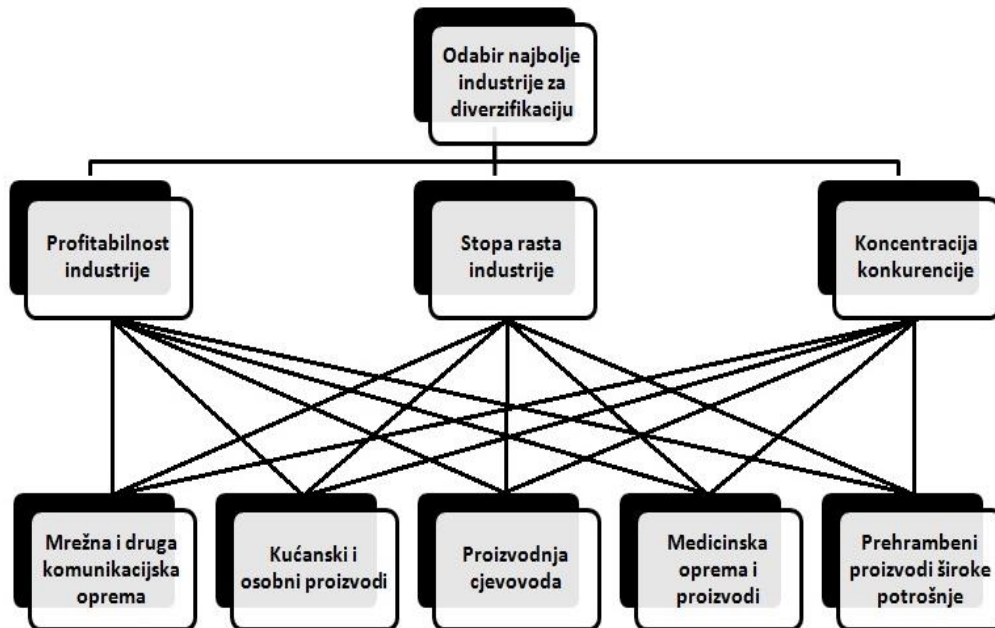 Odabir najbolje
industrije za
diverzifikaciju
Profitabilnost
industrije
Stopa rasta
industrije
Koncentracija
konkurencije
Mrežna i druga
komunikacijska
oprema
Kućanski i
osobni proizvodi
Proizvodnja
cjevovoda
Medicinska
oprema i
proizvodi
Prehrambeni
proizvodi široke
potrošnje